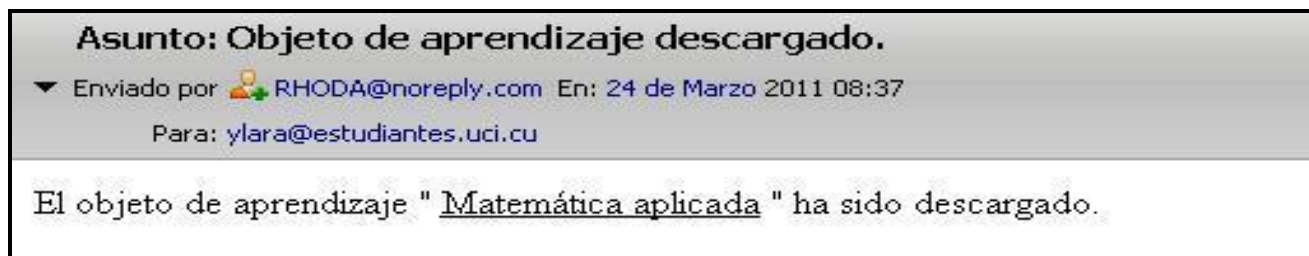 Asunto: Objeto de aprendizaje descargado.
Enviado por RHODA@noreply.com En: 24 de Marzo 2011 08:37
Para: ylara@estudiantes.uci.cu
El objeto de aprendizaje " Matemática aplicada " ha sido descargado.